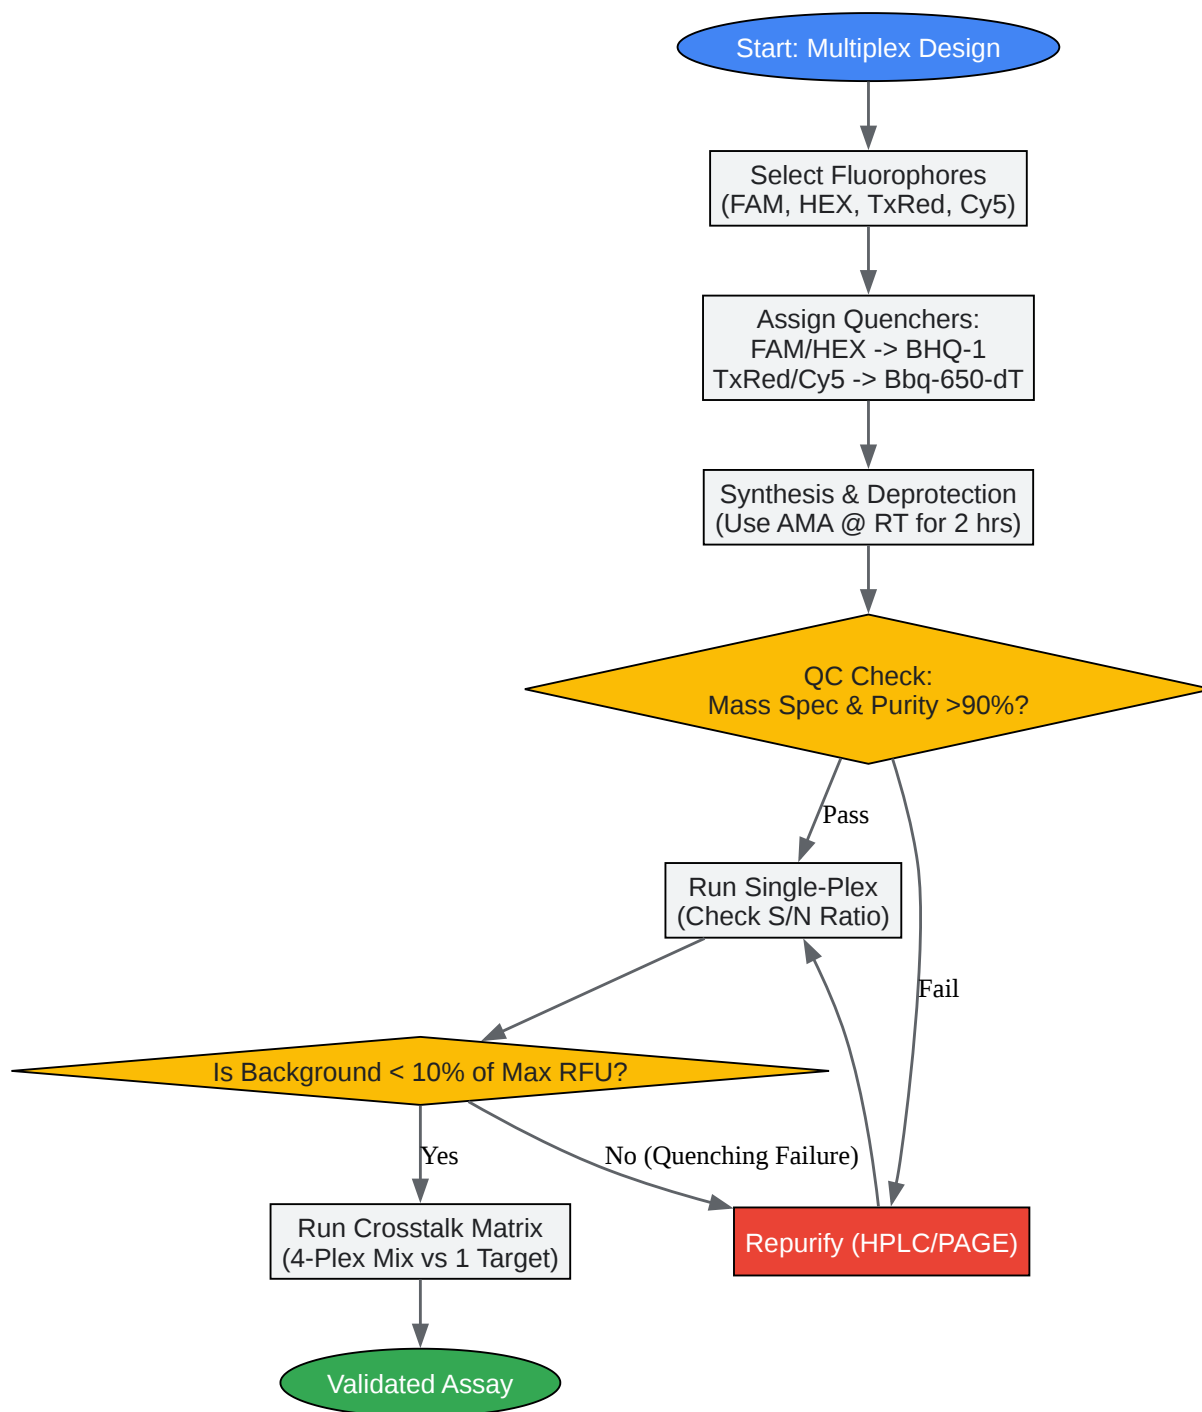 Start: Multiplex Design
Select Fluorophores
(FAM, HEX, TxRed, Cy5)
Assign Quenchers:
FAM/HEX -> BHQ-1
TxRed/Cy5 -> Bbq-650-dT
Synthesis & Deprotection
(Use AMA @ RT for 2 hrs)
QC Check:
Mass Spec & Purity >90%?
Pass
Run Single-Plex
(Check S/N Ratio)
Fail
Is Background < 10% of Max RFU?
Yes
No (Quenching Failure)
Run Crosstalk Matrix
(4-Plex Mix vs 1 Target)
Repurify (HPLC/PAGE)
Validated Assay